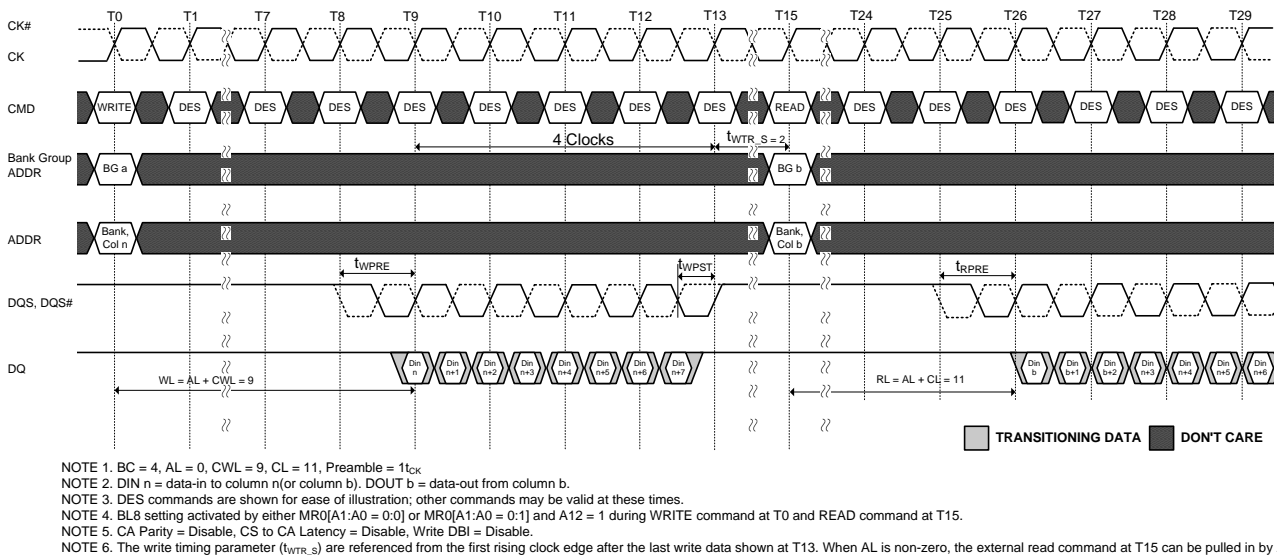 T0 T1 T7 T8 T9 T10 T11 T12 T13 T15 T24 T25 T26 T27 T28 T29
CK#
CK
CMD WRITE DES DES DES DES DES DES DES DES READ DES DES DES DES DES DES
4 Clocks tWTR_S = 2
Bank Group
ADDR
BG a BG b
ADDR
Bank,
Col n
Bank,
Col b
tWPRE tWPST tRPRE
DQS, DQS#
DQ
Din
n
Din
n+1
Din
n+2
Din
n+3
Din
n+4
Din
n+5
Din
n+6
Din
n+7
Din
b
Din
b+1
Din
b+2
Din
n+3
Din
n+4
Din
n+5
Din
n+6
WL = AL + CWL = 9
RL = AL + CL = 11
TRANSITIONING DATA DON'T CARE
NOTE 1. BC = 4, AL = 0, CWL = 9, CL = 11, Preamble = 1tCK
NOTE 2. DIN n = data-in to column n(or column b). DOUT b = data-out from column b.
NOTE 3. DES commands are shown for ease of illustration; other commands may be valid at these times.
NOTE 4. BL8 setting activated by either MR0[A1:A0 = 0:0] or MR0[A1:A0 = 0:1] and A12 = 1 during WRITE command at T0 and READ command at T15.
NOTE 5. CA Parity = Disable, CS to CA Latency = Disable, Write DBI = Disable.
NOTE 6. The write timing parameter (tWTR_S) are referenced from the first rising clock edge after the last write data shown at T13. When AL is non-zero, the external read command at T15 can be pulled in by